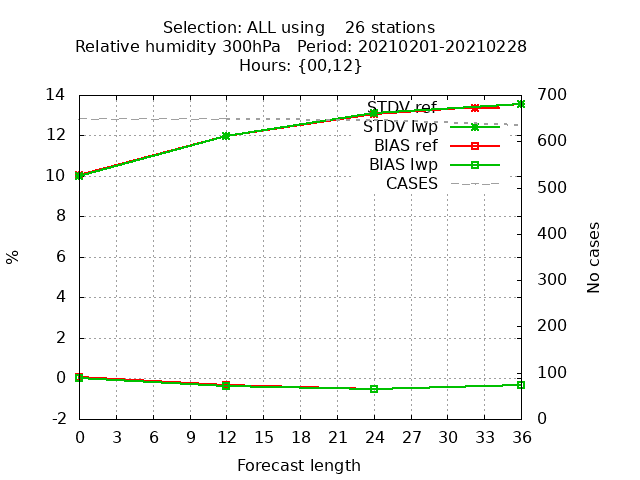 Selection: ALL using    26 stations
Relative humidity 300hPa   Period: 20210201-20210228
Hours: {00,12}
STDV ref
STDV lwp
BIAS ref
BIAS lwp
CASES
14
12
10
8
6
4
2
0
-2
%
700
600
500
400
300
200
100
0
No cases
0 3 6 9 12 15 18 21 24 27 30 33 36
Forecast length